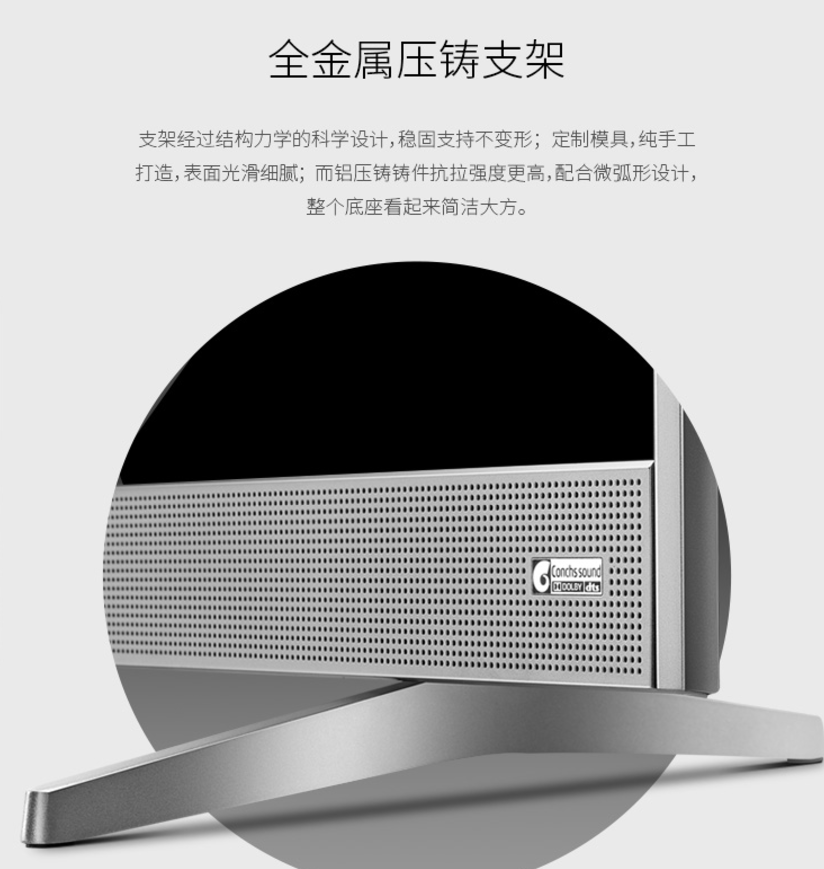 全金属压铸支架
支架经过结构力学的科学设计,稳固支持不变形；定制模具,纯手工
打造,表面光滑细腻；而铝压铸铸件抗拉强度更高,配合微弧形设计,
整个底座看起来简洁大方。
Conchs sound
DOLBY dts